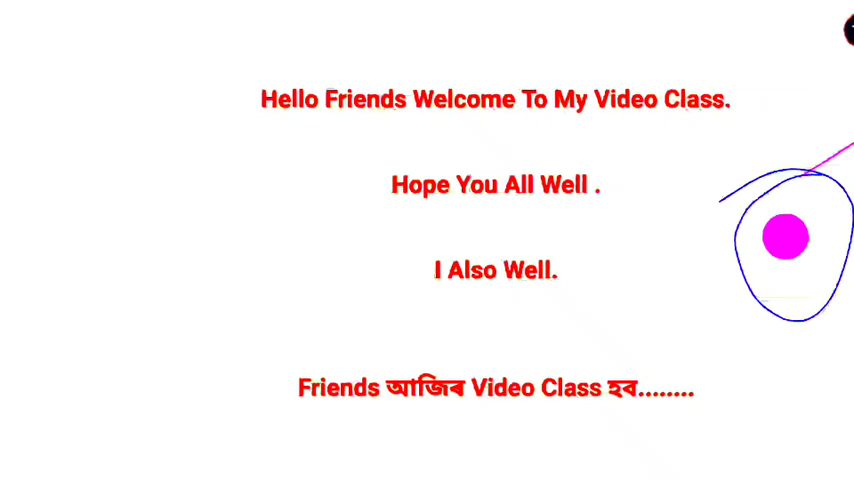 Hello Friends Welcome To My Video Class.
Hope You All Well .
I Also Well.
Friends আজিৰ Video Class হব........